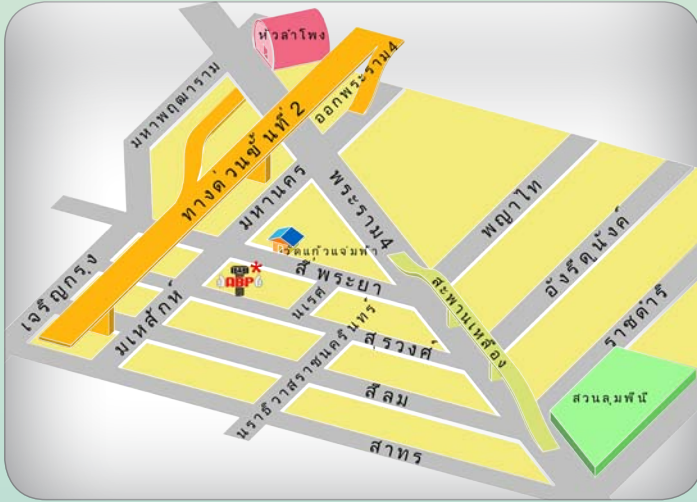 หัวลำโพง
มหาพฤฒาราม
ออกพระราม4
ทางด่วนขั้นที่ 2
มหานคร
พระราม4
พญาไท
อังรีดูนังค์
ราชดำริ
เจริญกรุง
มเหสักข์
วัดแก้วแจ่มฟ้า
สี่พระยา
ABP
*
นเรศ
สุรวงศ์
สะพานเหลือง
สวนลุมพินี
นราธิวาสราชนครินทร์
สีลม
สาทร